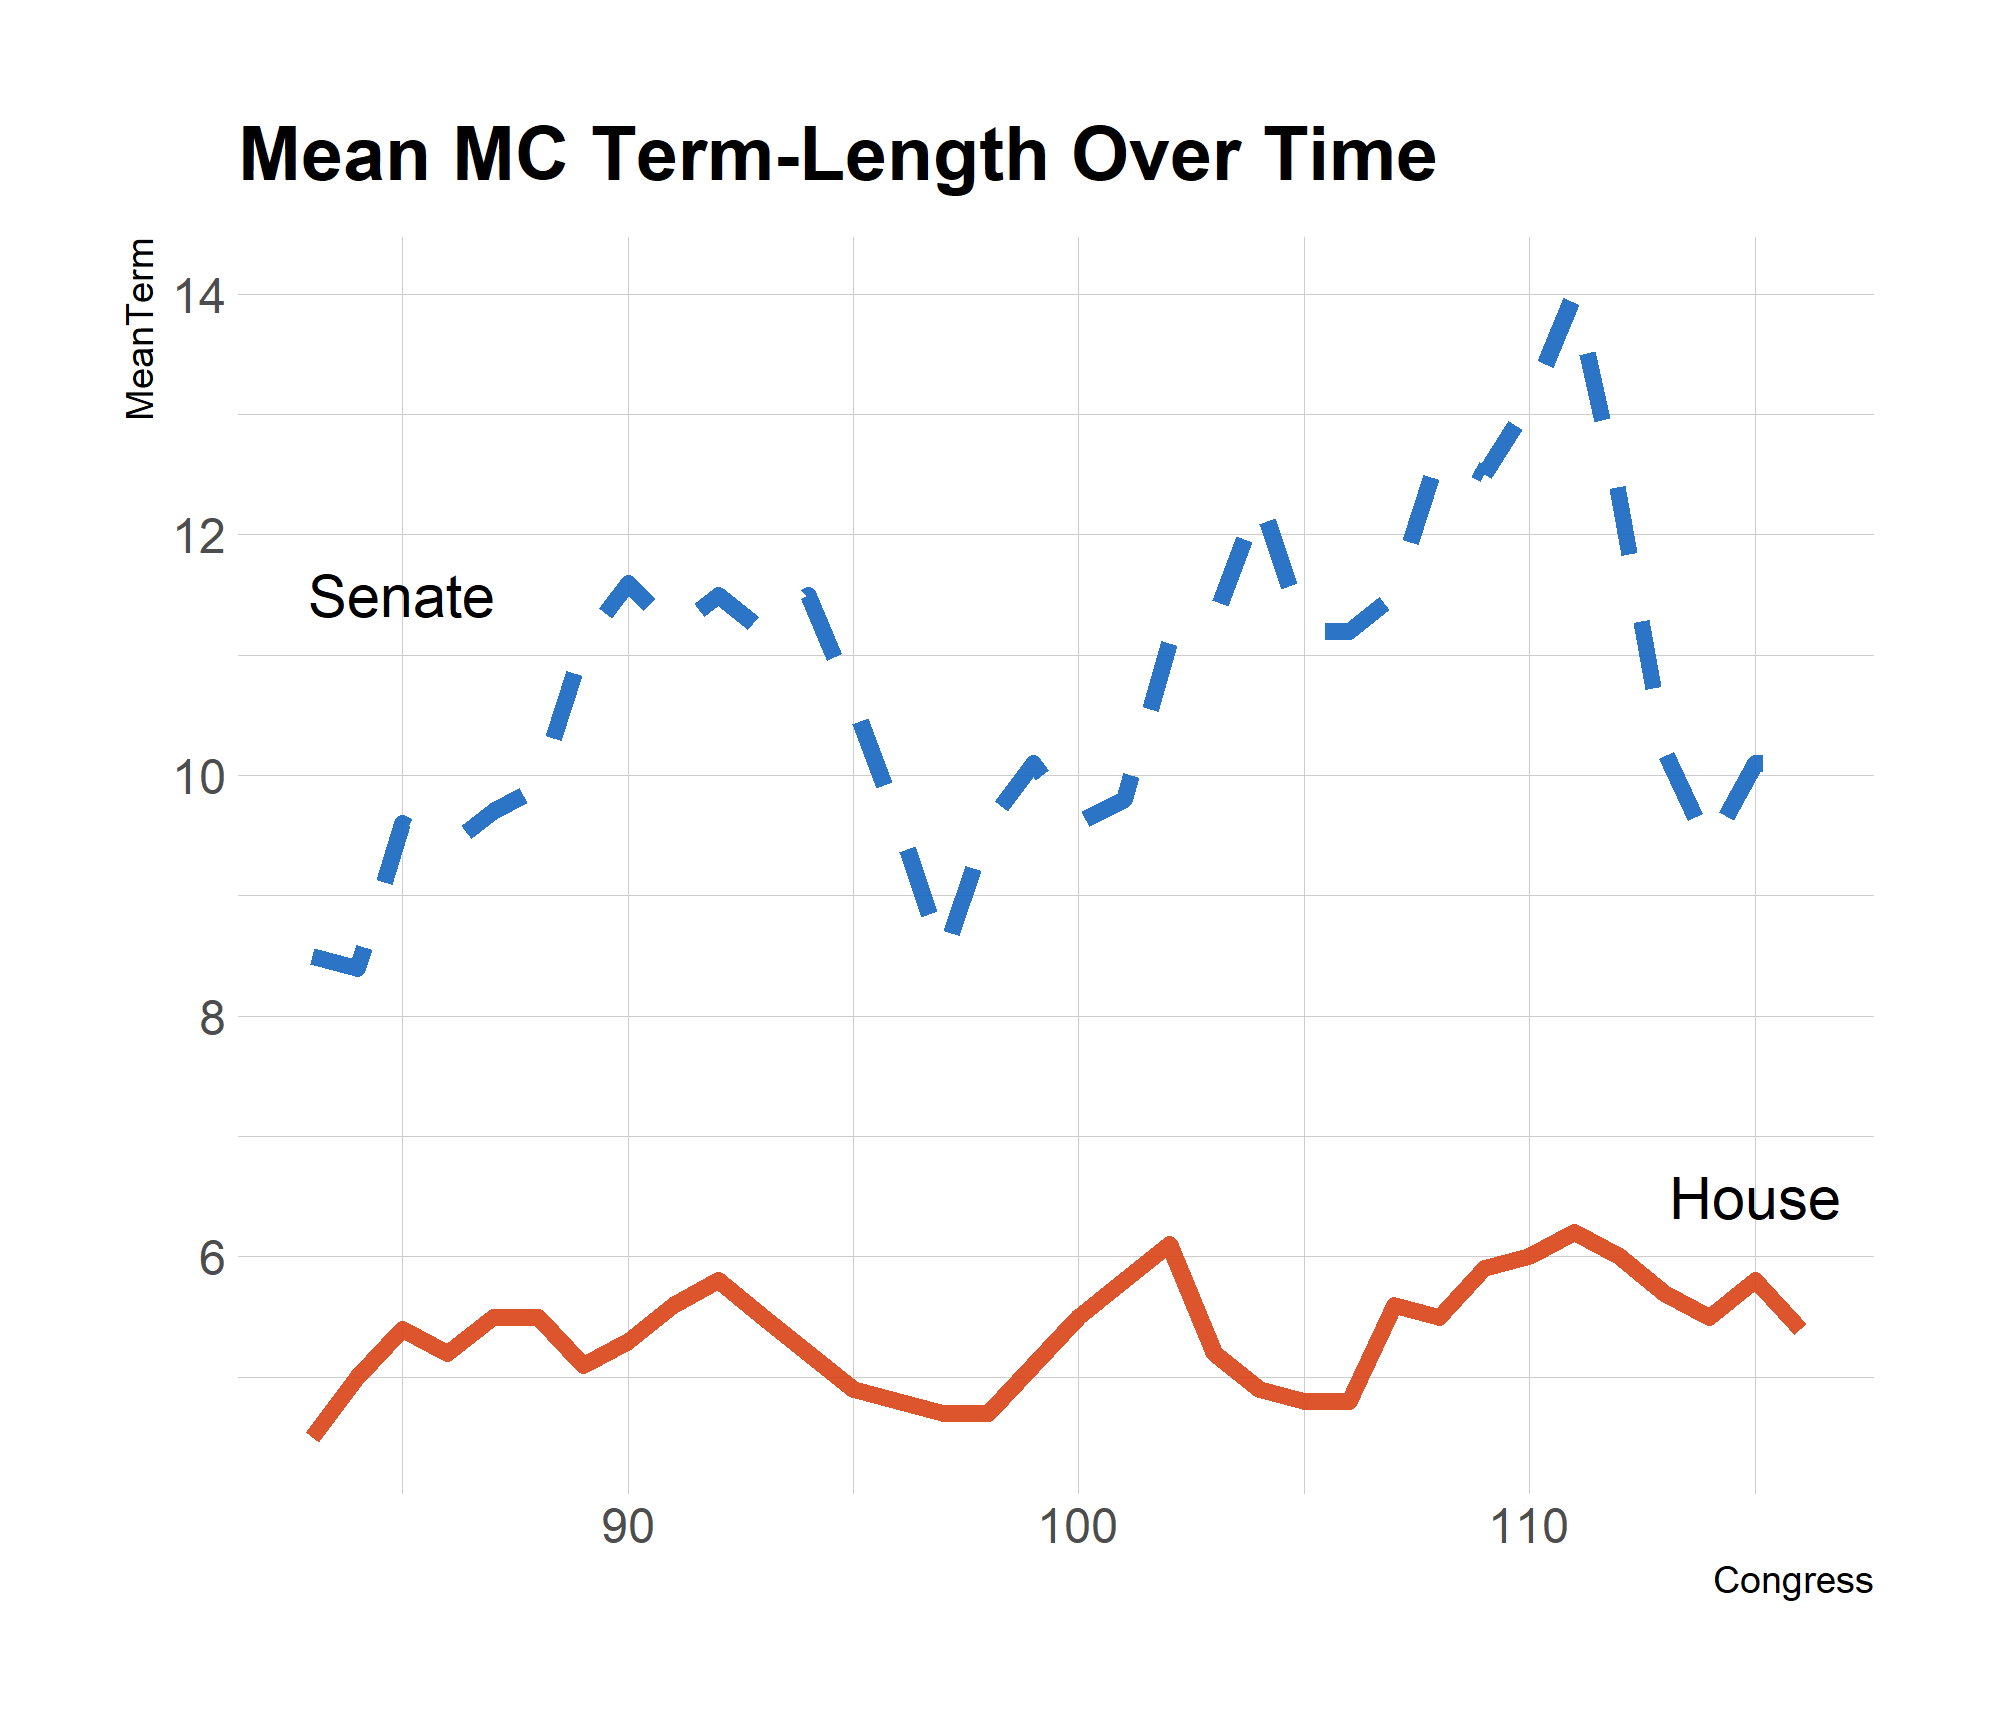 Mean MC Term-Length Over Time
MeanTerm
14
12
10
8
6
Senate
House
90 100 110
Congress